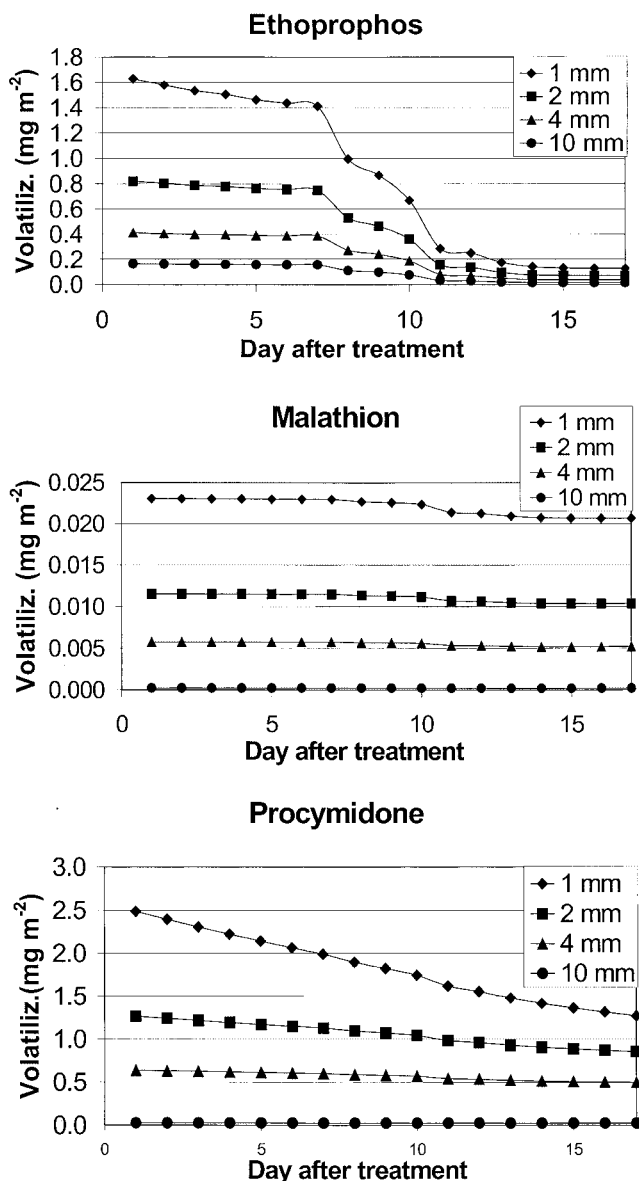 Ethoprophos
Volatiliz. (mg m-2)
1.8
1.6
1.4
1.2
1.0
0.8
0.6
0.4
0.2
0.0
1 mm
2 mm
4 mm
10 mm
0 5 10 15
Day after treatment
Malathion
Volatiliz. (mg m-2)
0.025
0.020
0.015
0.010
0.005
0.000
1 mm
2 mm
4 mm
10 mm
0 5 10 15
Day after treatment
Procymidone
Volatiliz.(mg m-2)
3.0
2.5
2.0
1.5
1.0
0.5
0.0
1 mm
2 mm
4 mm
10 mm
0 5 10 15
Day after treatment